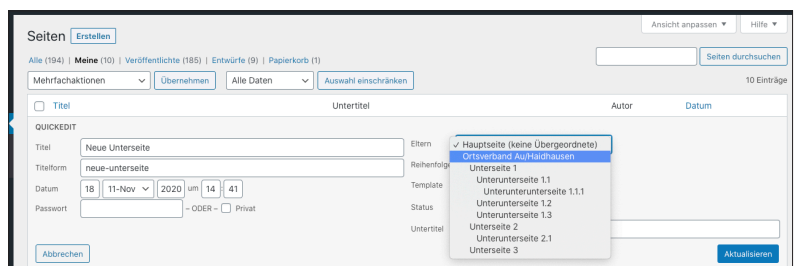 Ansicht anpassen ▼ Hilfe ▼
Seiten Erstellen
Alle (194) | Meine (10) | Veröffentlichte (185) | Entwürfe (9) | Papierkorb (1)
Seiten durchsuchen
Mehrfachaktionen Übernehmen Alle Daten Auswahl einschränken 10 Einträge
Titel Untertitel Autor Datum
QUICKEDIT
Titel Neue Unterseite
Titelform neue-unterseite
Datum 18 11-Nov 2020 um 14 : 41
Passwort – ODER – Privat
Eltern ✓ Hauptseite (keine Übergeordnete)
Ortsverband Au/Haidhausen
Reihenfolge Unterseite 1
Unterunterseite 1.1
Template Unterunterunterseite 1.1.1
Unterunterseite 1.2
Status Unterunterseite 1.3
Unterseite 2
Untertitel Unterunterseite 2.1
Unterseite 3
Abbrechen Aktualisieren